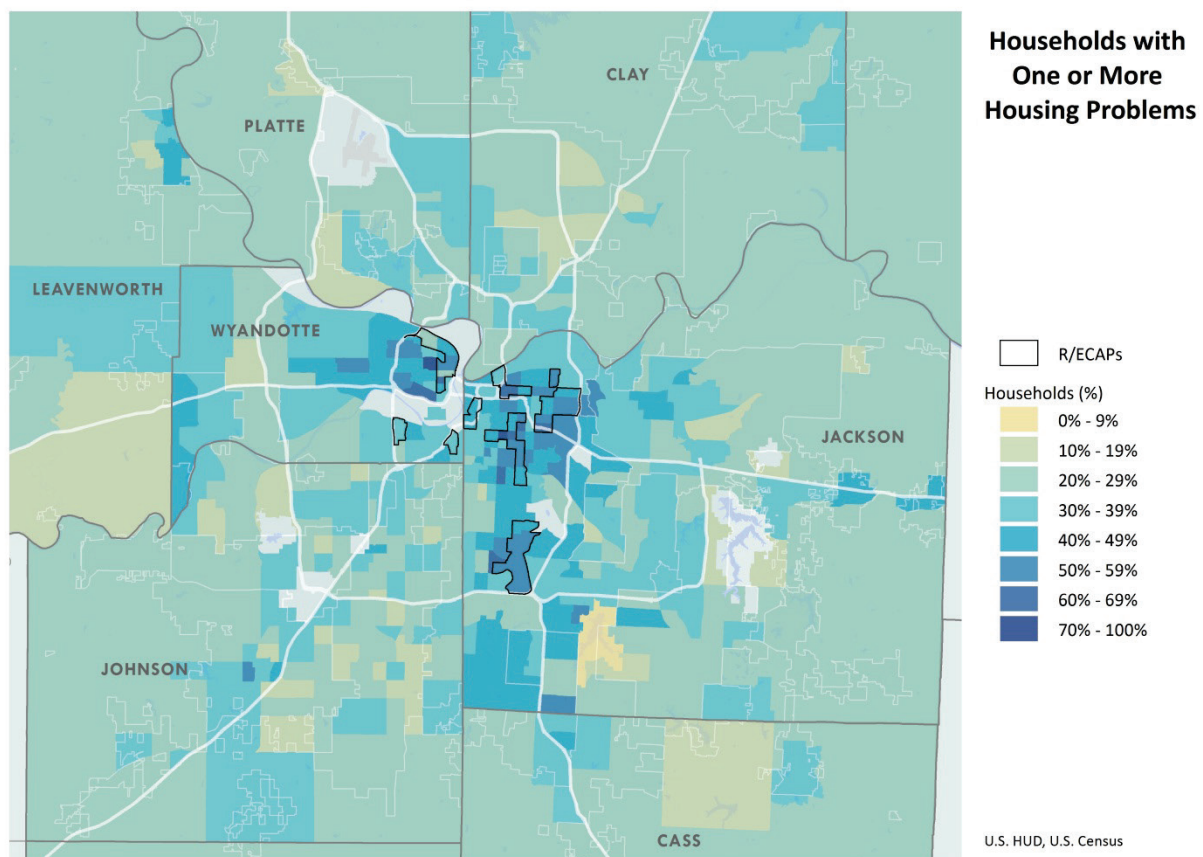 Households with
One or More
Housing Problems
CLAY
PLATTE
LEAVENWORTH
WYANDOTTE
JACKSON
JOHNSON
CASS
R/ECAPs
Households (%)
0% - 9%
10% - 19%
20% - 29%
30% - 39%
40% - 49%
50% - 59%
60% - 69%
70% - 100%
U.S. HUD, U.S. Census